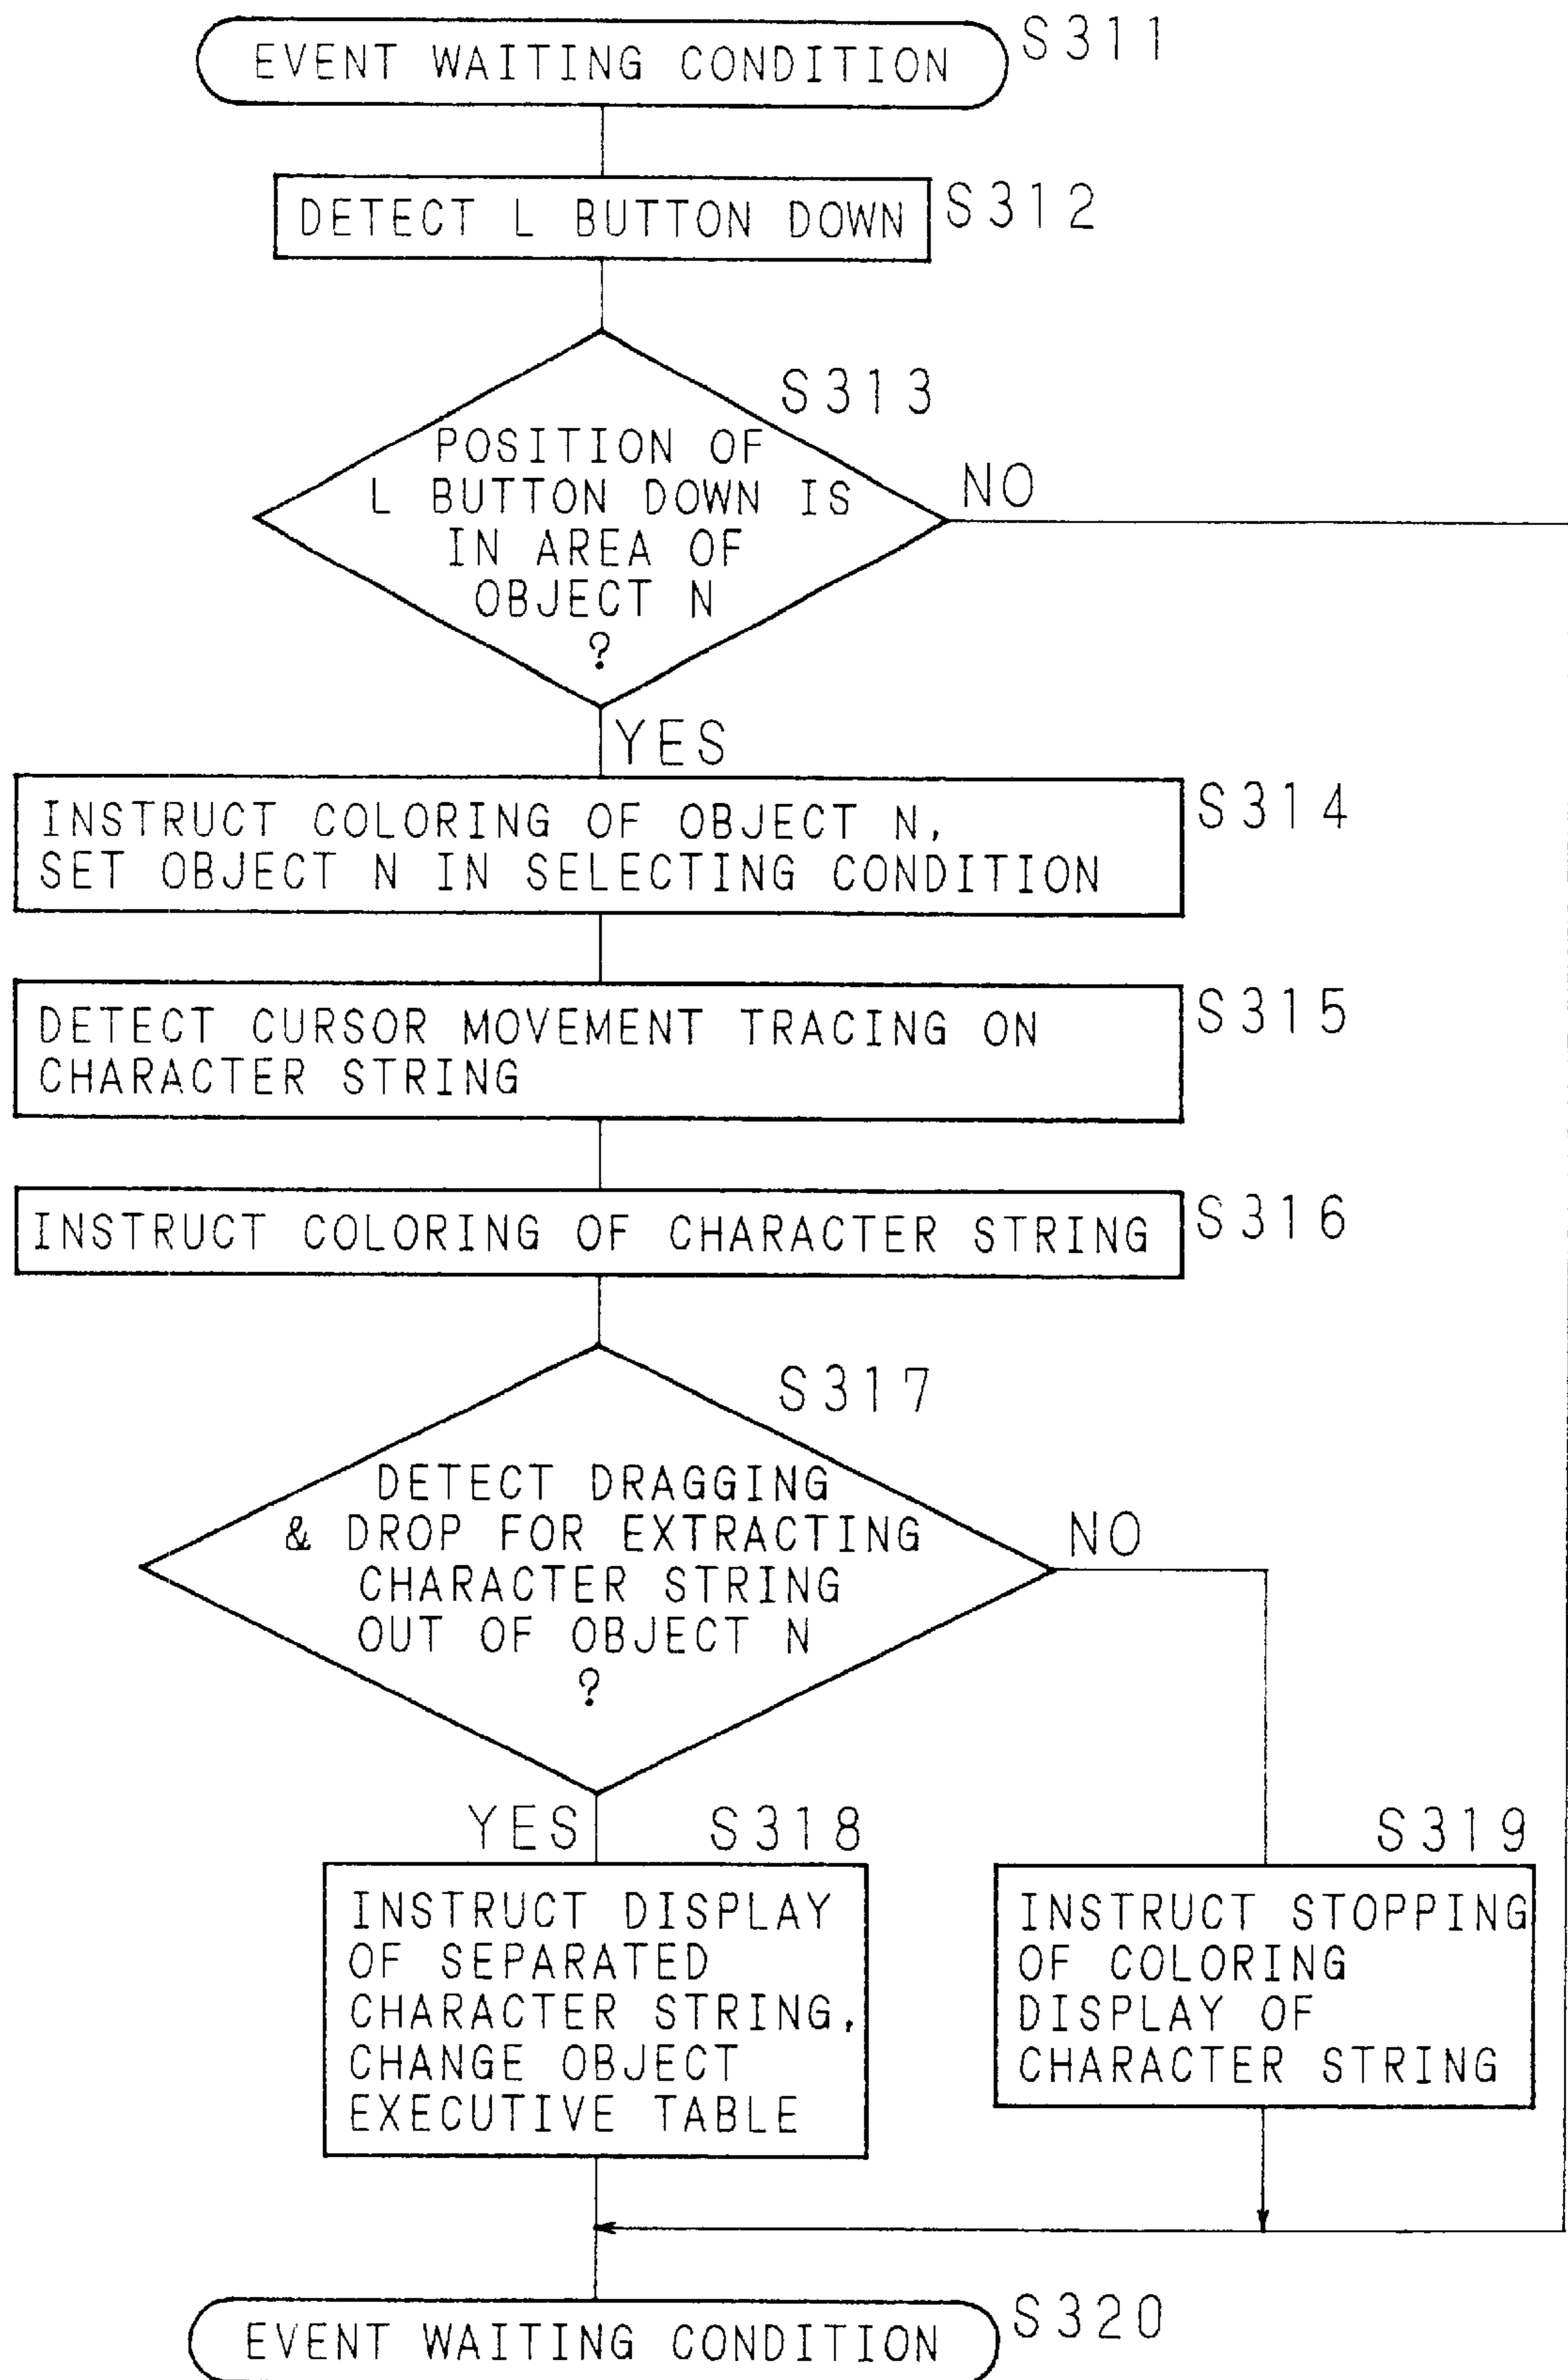 EVENT WAITING CONDITION
S311
DETECT L BUTTON DOWN
S312
S313
POSITION OF
L BUTTON DOWN IS
IN AREA OF
OBJECT N
?
NO
YES
INSTRUCT COLORING OF OBJECT N,
SET OBJECT N IN SELECTING CONDITION
S314
DETECT CURSOR MOVEMENT TRACING ON
CHARACTER STRING
S315
INSTRUCT COLORING OF CHARACTER STRING
S316
S317
DETECT DRAGGING
& DROP FOR EXTRACTING
CHARACTER STRING
OUT OF OBJECT N
?
NO
YES
S318
INSTRUCT DISPLAY
OF SEPARATED
CHARACTER STRING,
CHANGE OBJECT
EXECUTIVE TABLE
S319
INSTRUCT STOPPING
OF COLORING
DISPLAY OF
CHARACTER STRING
EVENT WAITING CONDITION
S320